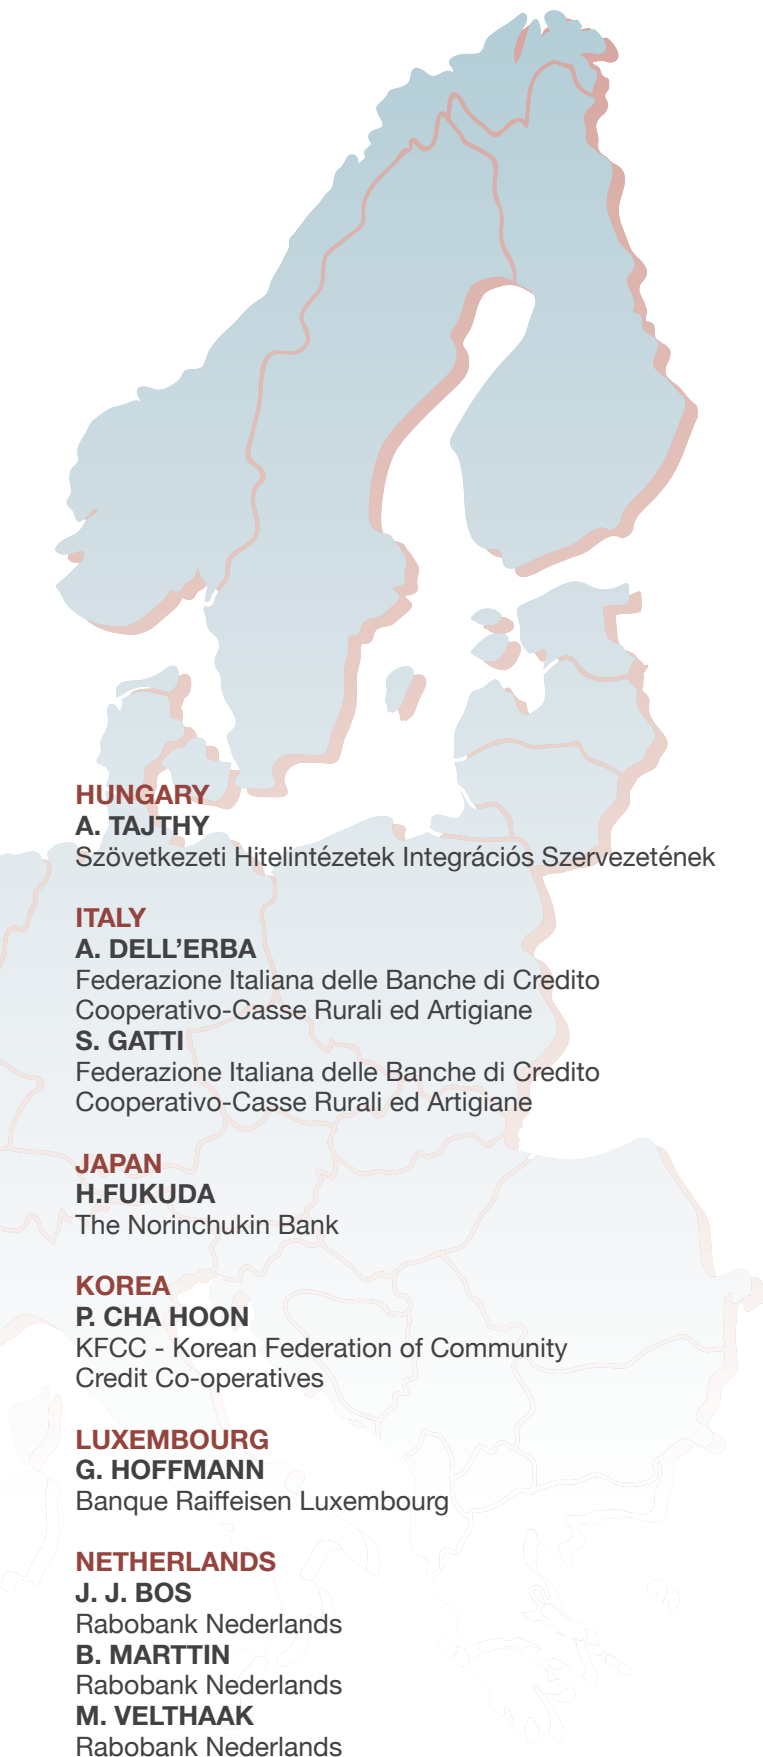 HUNGARY
A. TAJTHY
Szövetkezeti Hitelintézetek Integrációs Szervezetének
ITALY
A. DELL’ERBA
Federazione Italiana delle Banche di Credito
Cooperativo-Casse Rurali ed Artigiane
S. GATTI
Federazione Italiana delle Banche di Credito
Cooperativo-Casse Rurali ed Artigiane
JAPAN
H.FUKUDA
The Norinchukin Bank
KOREA
P. CHA HOON
KFCC - Korean Federation of Community
Credit Co-operatives
LUXEMBOURG
G. HOFFMANN
Banque Raiffeisen Luxembourg
NETHERLANDS
J. J. BOS
Rabobank Nederlands
B. MARTTIN
Rabobank Nederlands
M. VELTHAAK
Rabobank Nederlands